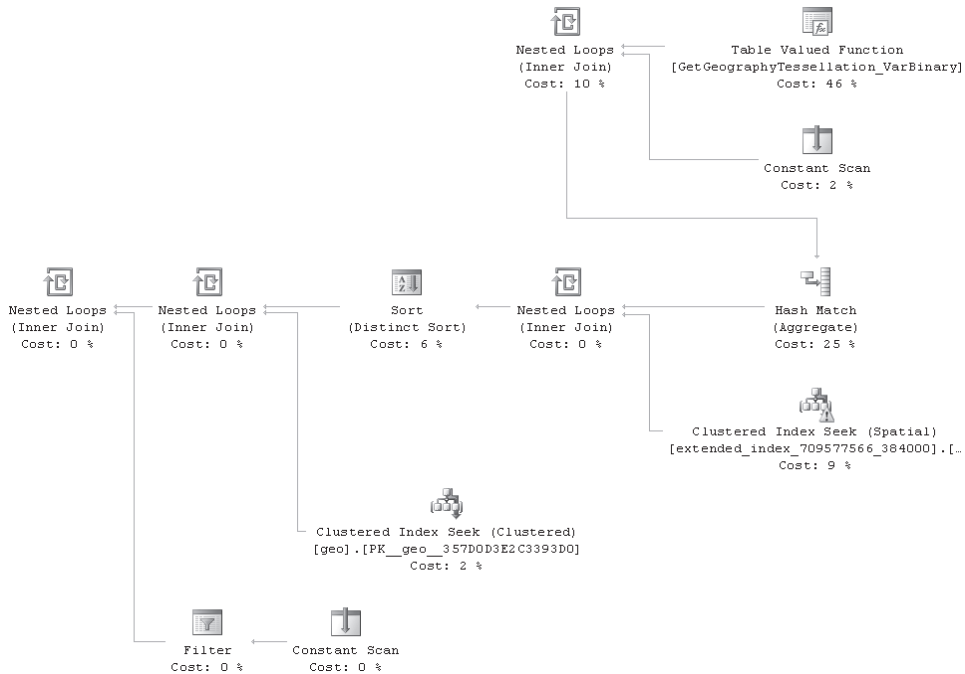 Nested Loops
(Inner Join)
Cost: 10 %
Table Valued Function
[GetGeographyTessellation_VarBinary]
Cost: 46 %
Constant Scan
Cost: 2 %
Nested Loops
(Inner Join)
Cost: 0 %
Nested Loops
(Inner Join)
Cost: 0 %
Sort
(Distinct Sort)
Cost: 6 %
Nested Loops
(Inner Join)
Cost: 0 %
Hash Match
(Aggregate)
Cost: 25 %
Clustered Index Seek (Spatial)
[extended_index_709577566_384000].[…
Cost: 9 %
Clustered Index Seek (Clustered)
[geo].[PK__geo__357D0D3E2C3393D0]
Cost: 2 %
Filter
Cost: 0 %
Constant Scan
Cost: 0 %